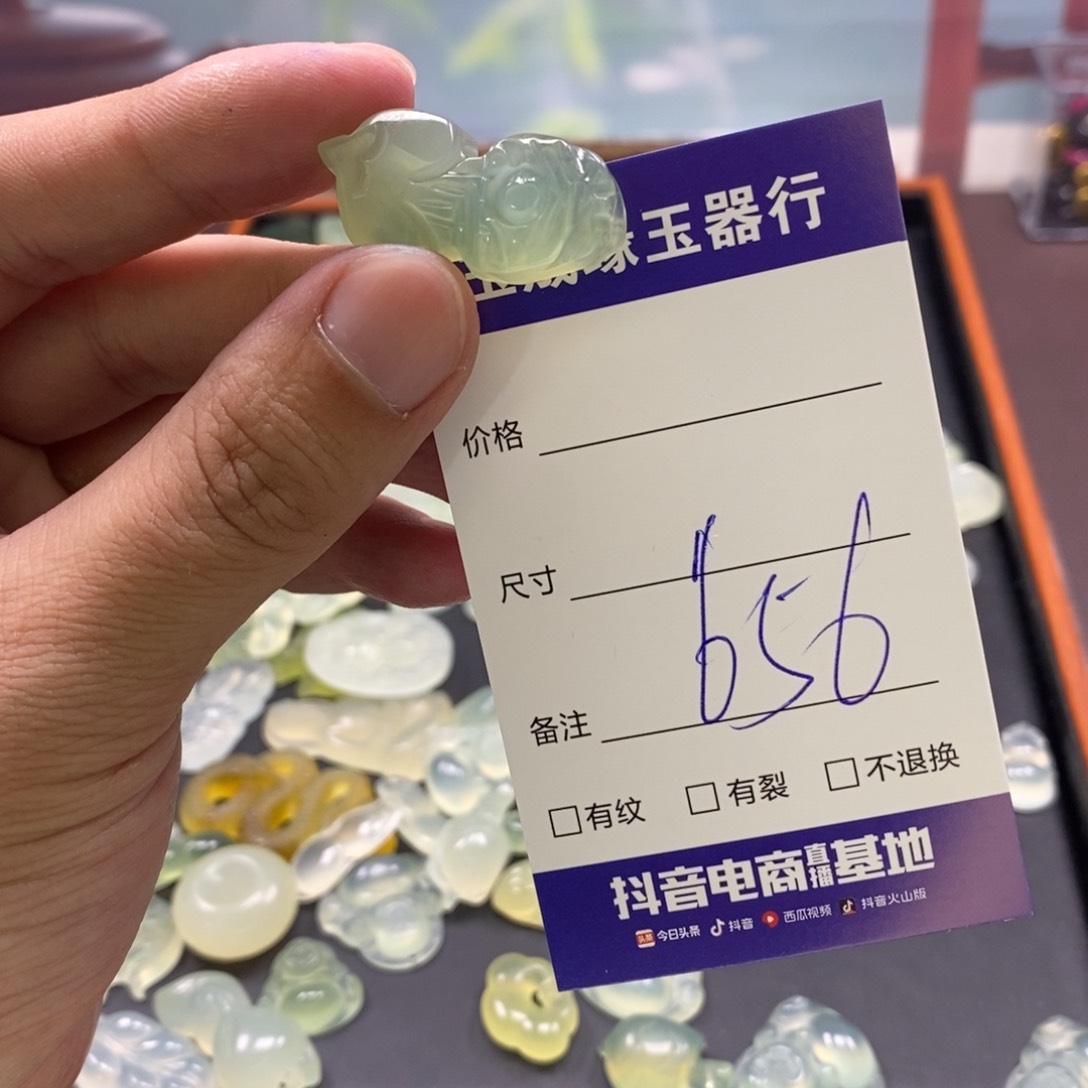 缘玉器行
价格
尺寸
656
备注
有纹 有裂 不退换
抖音电商直播基地
头条 今日头条 抖音 西瓜视频 抖音火山版